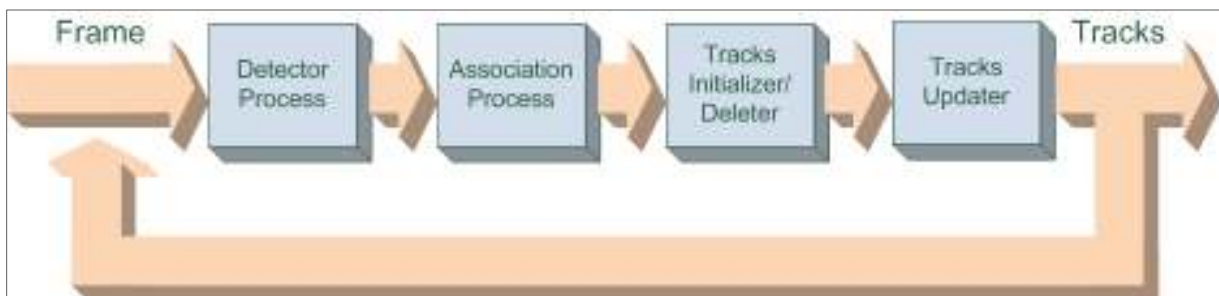 Frame
Detector
Process
Association
Process
Tracks
Initializer/
Deleter
Tracks
Updater
Tracks